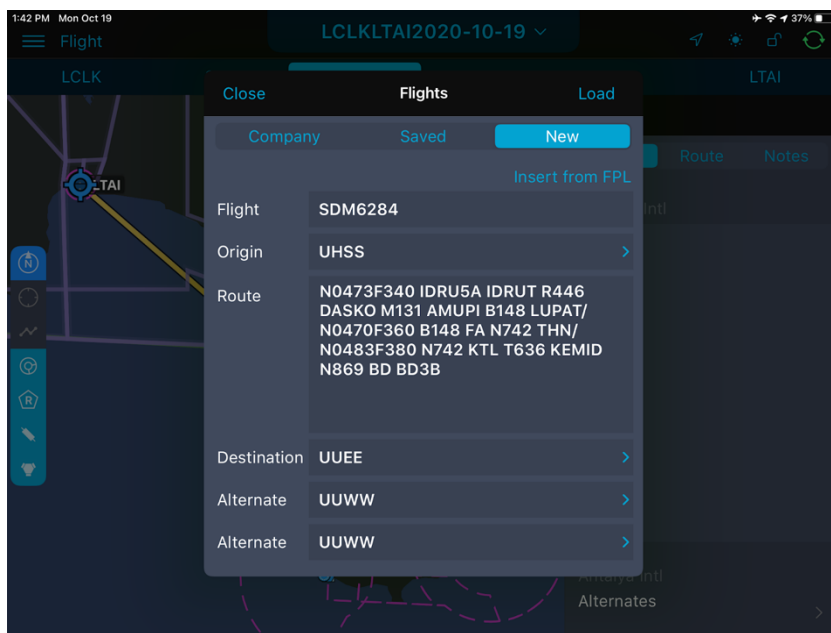 1:42 PM Mon Oct 19
37%
Flight
LCLKLTAI2020-10-19
LCLK
LTAI
Close
Flights
Load
Company
Saved
New
Route
Notes
Insert from FPL
LTAI
Flight
SDM6284
Intl
Origin
UHSS
N
Route
N0473F340 IDRU5A IDRUT R446
DASKO M131 AMUPI B148 LUPAT/
N0470F360 B148 FA N742 THN/
N0483F380 N742 KTL T636 KEMID
N869 BD BD3B
R
Destination
UUEE
Alternate
UUWW
Alternate
UUWW
Antalya Intl
Alternates